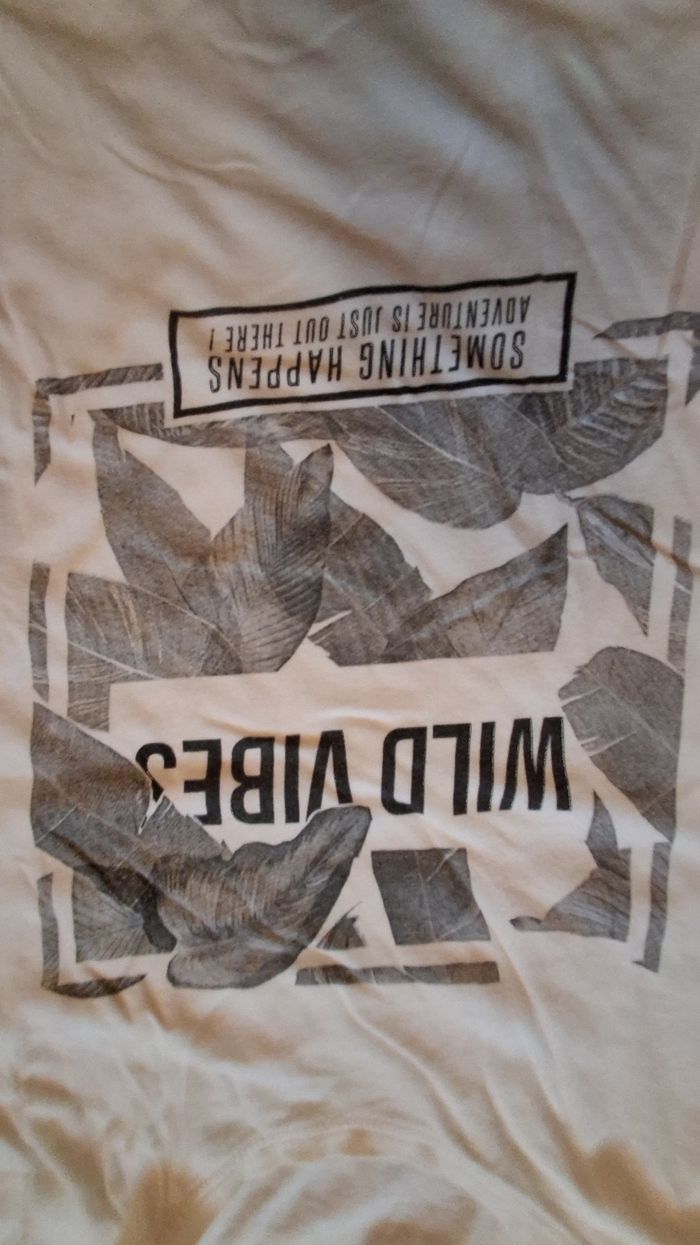 WILD VIBES
SOMETHING HAPPENS
ADVENTURE IS JUST OUT THERE !